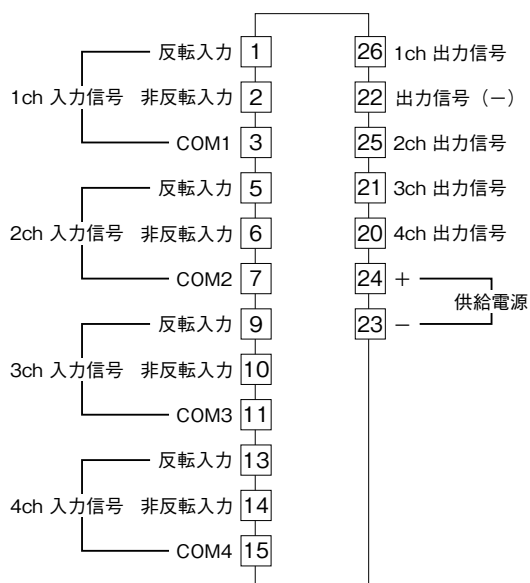 反転入力 1
1ch 入力信号 非反転入力 2
COM1 3
反転入力 5
2ch 入力信号 非反転入力 6
COM2 7
反転入力 9
3ch 入力信号 非反転入力 10
COM3 11
反転入力 13
4ch 入力信号 非反転入力 14
COM4 15
26 1ch 出力信号
22 出力信号（−）
25 2ch 出力信号
21 3ch 出力信号
20 4ch 出力信号
24 +
供給電源
23 −